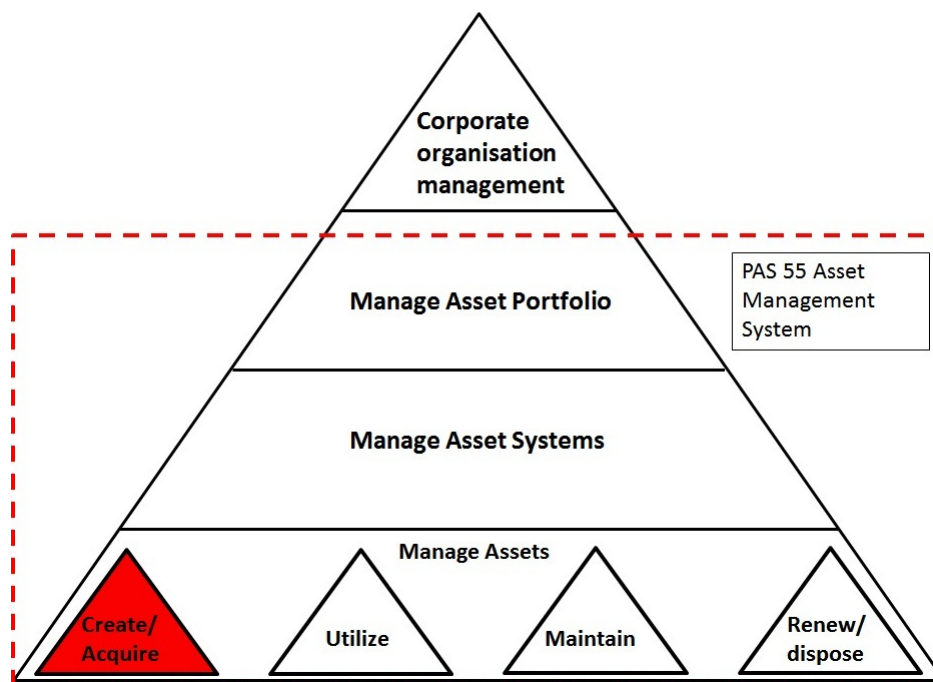 Corporate
organisation
management
PAS 55 Asset
Management
System
Manage Asset Portfolio
Manage Asset Systems
Manage Assets
Create/
Acquire
Utilize
Maintain
Renew/
dispose